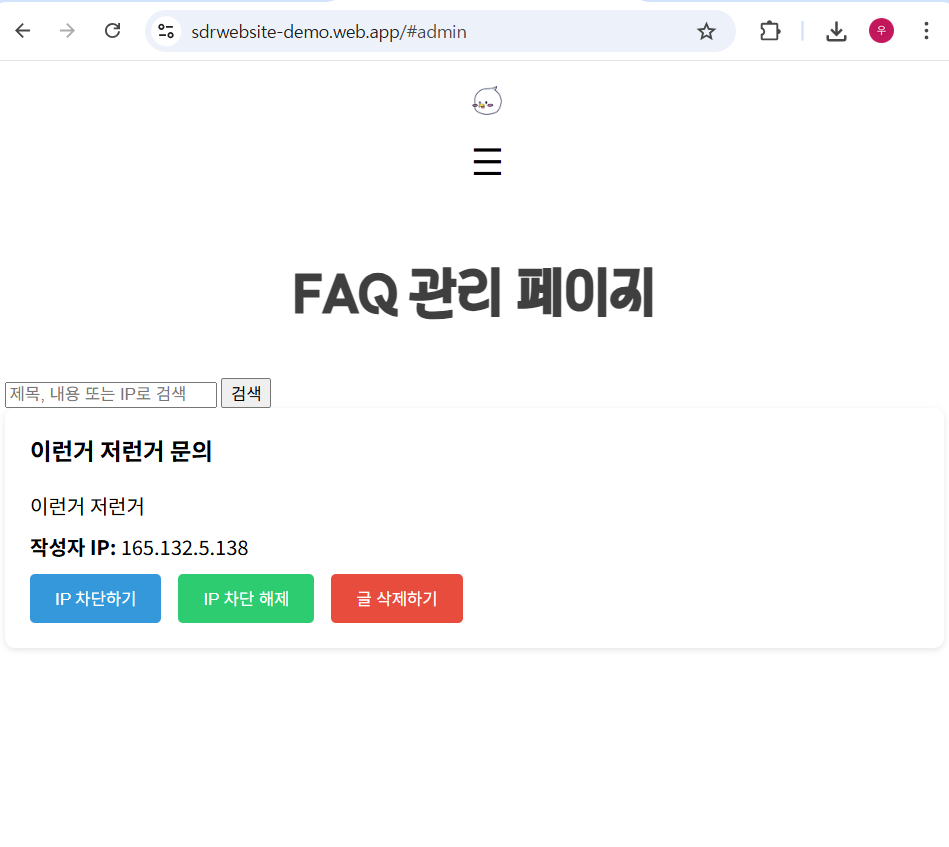 sdrwebsite-demo.web.app/#admin
우
FAQ 관리 페이지
제목, 내용 또는 IP로 검색 검색
이런거 저런거 문의
이런거 저런거
작성자 IP: 165.132.5.138
IP 차단하기 IP 차단 해제 글 삭제하기